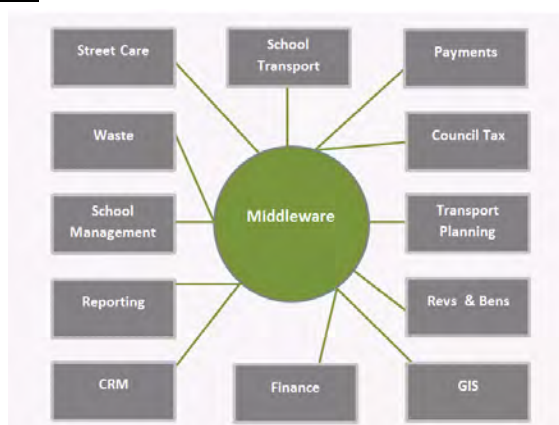 Street Care
School
Transport
Payments
Waste
Council Tax
School
Management
Middleware
Transport
Planning
Reporting
Revs & Bens
CRM
Finance
GIS